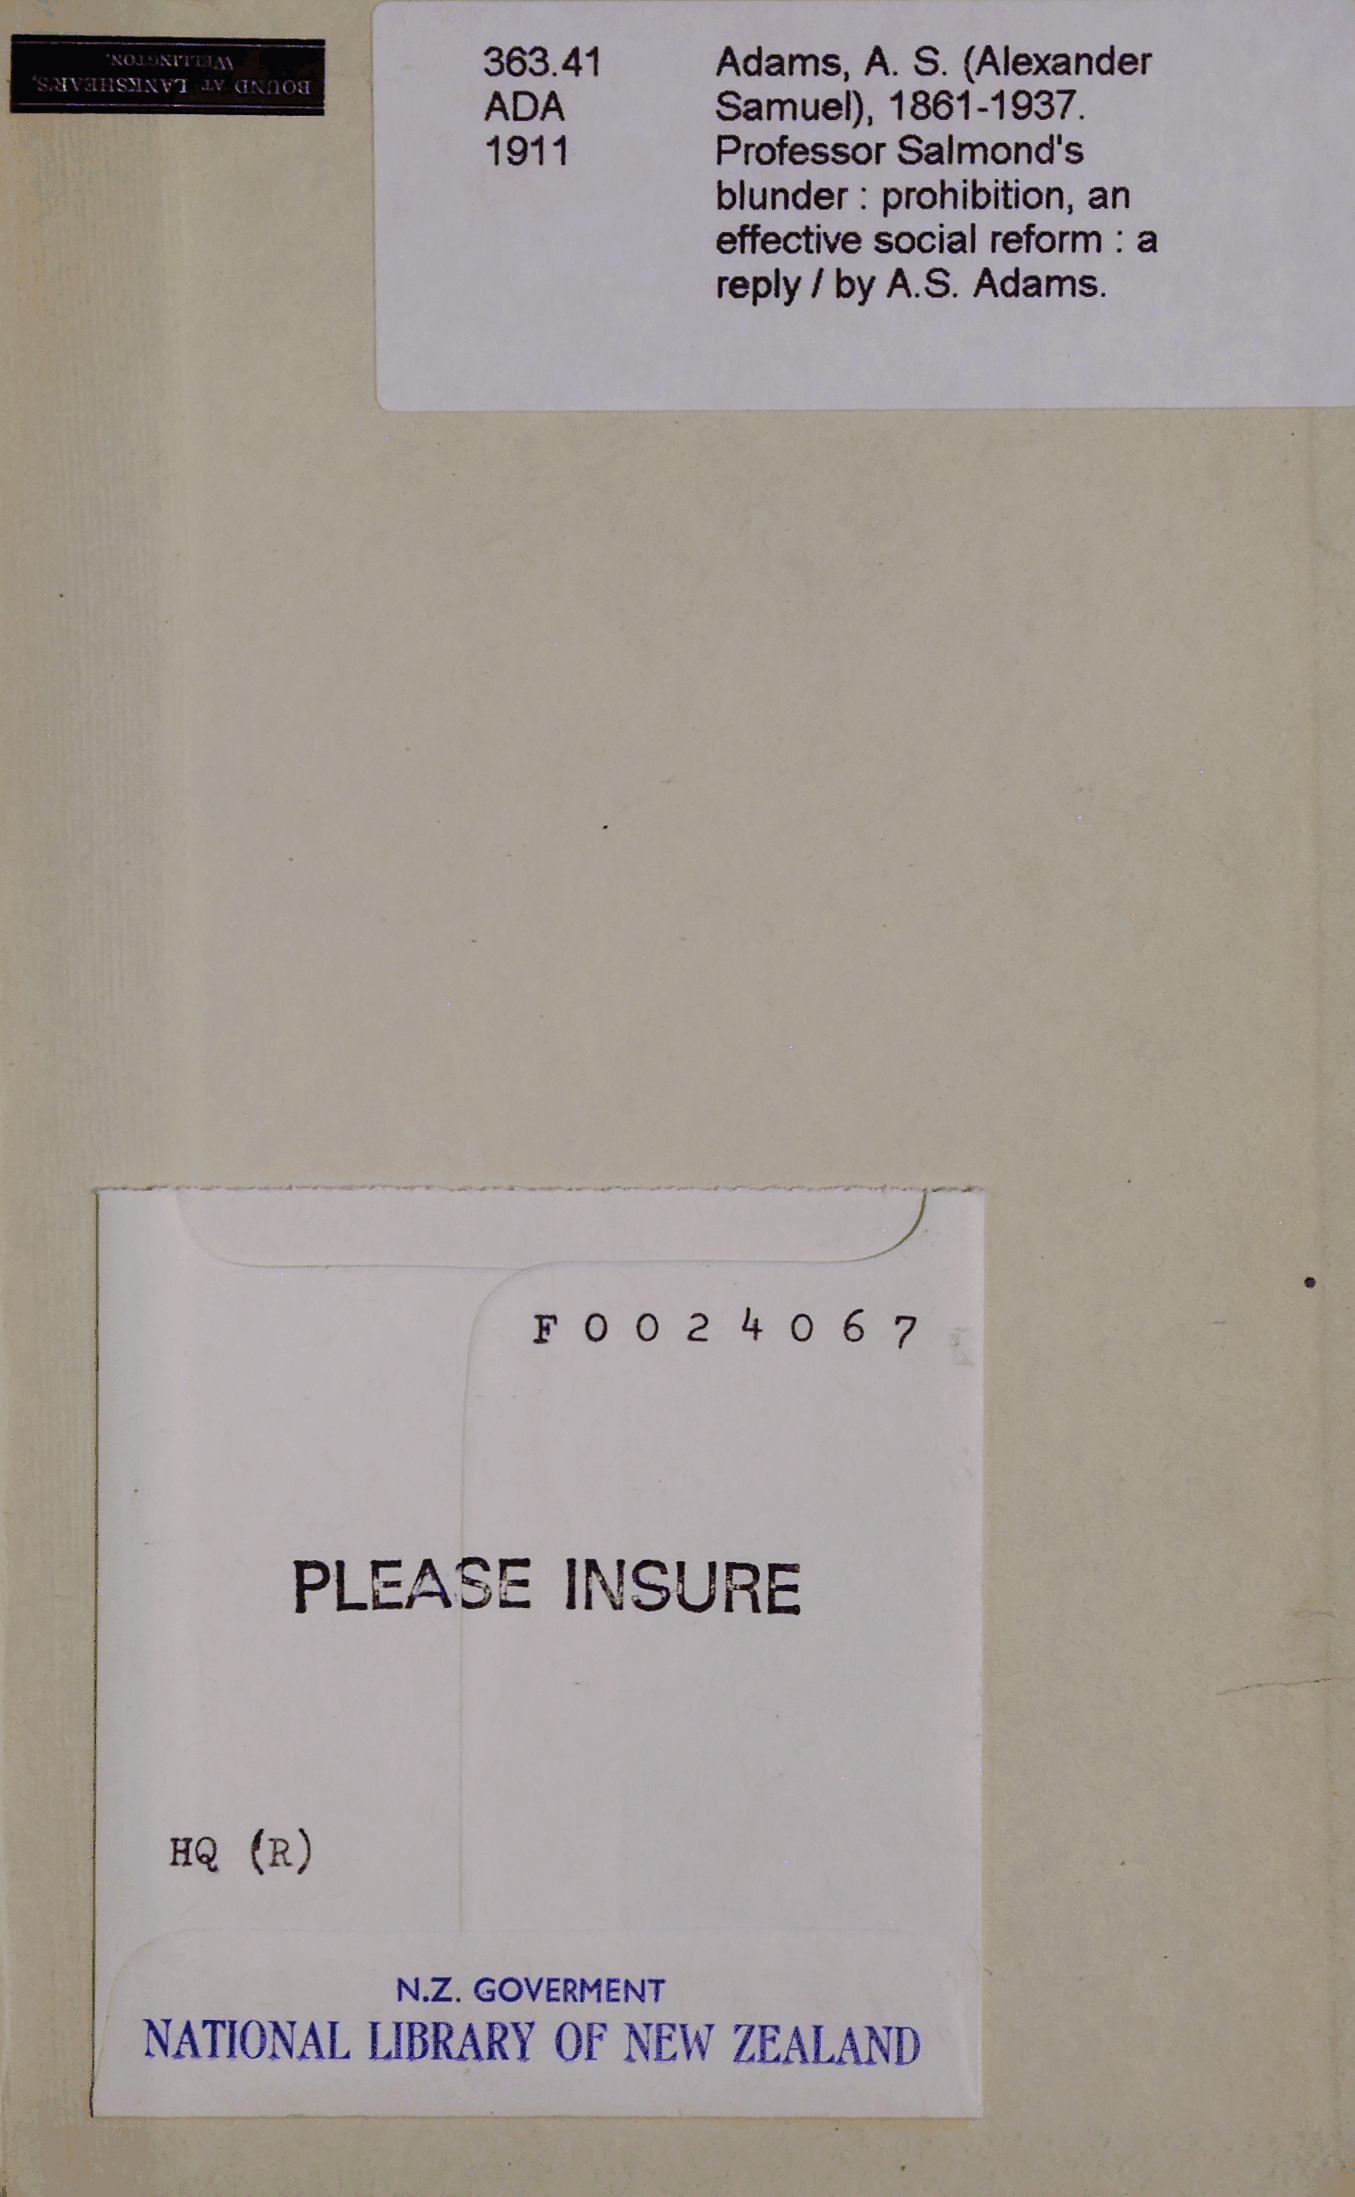 BOUND AT LANKSHEAR'S,
WELLINGTON.
363.41
ADA
1911
Adams, A. S. (Alexander
Samuel), 1861-1937.
Professor Salmond's
blunder : prohibition, an
effective social reform : a
reply / by A.S. Adams.
F 0 0 2 4 0 6 7
PLEASE INSURE
HQ (R)
N.Z. GOVERMENT
NATIONAL LIBRARY OF NEW ZEALAND